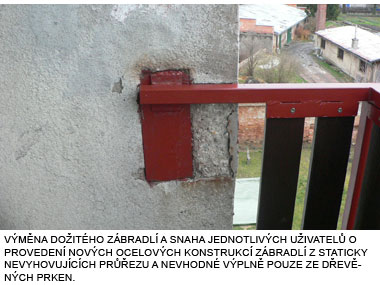 VÝMĚNA DOŽITÉHO ZÁBRADLÍ A SNAHA JEDNOTLIVÝCH UŽIVATELŮ O
PROVEDENÍ NOVÝCH OCELOVÝCH KONSTRUKCÍ ZÁBRADLÍ Z STATICKY
NEVYHOVUJÍCÍCH PRŮŘEZU A NEVHODNÉ VÝPLNĚ POUZE ZE DŘEVĚ-
NÝCH PRKEN.